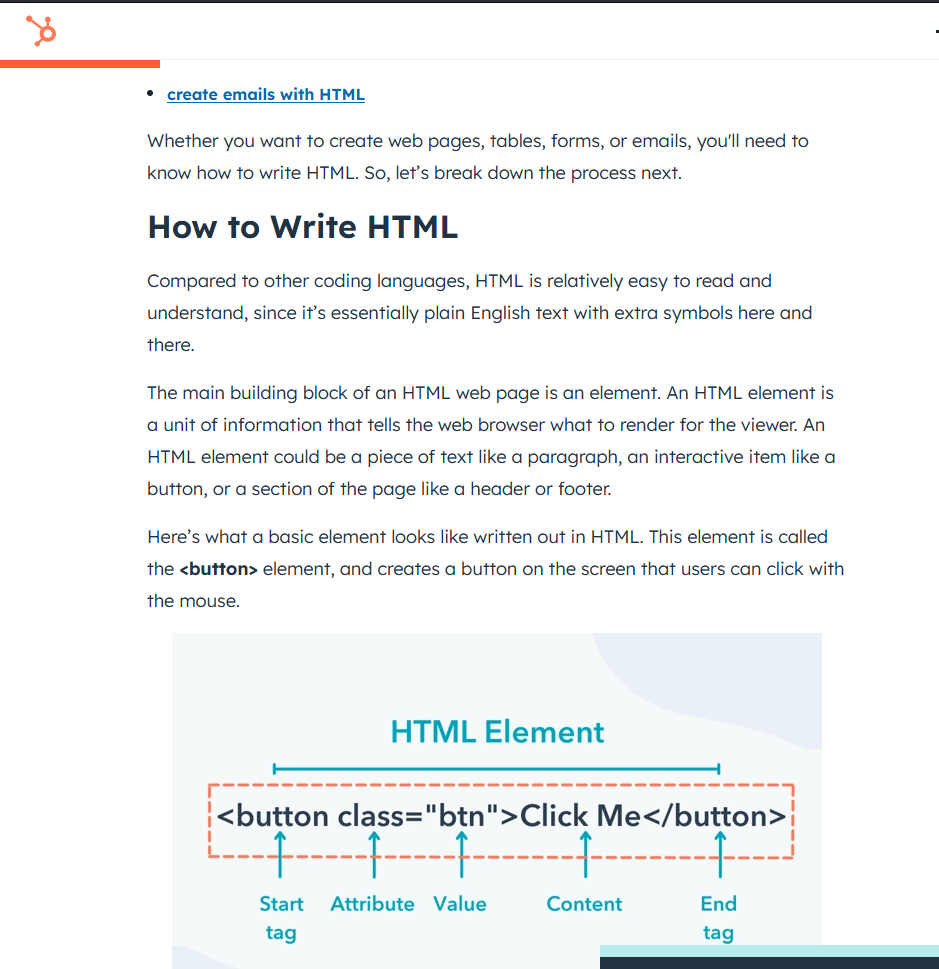 create emails with HTML
Whether you want to create web pages, tables, forms, or emails, you'll need to
know how to write HTML. So, let’s break down the process next.
How to Write HTML
Compared to other coding languages, HTML is relatively easy to read and
understand, since it’s essentially plain English text with extra symbols here and
there.
The main building block of an HTML web page is an element. An HTML element is
a unit of information that tells the web browser what to render for the viewer. An
HTML element could be a piece of text like a paragraph, an interactive item like a
button, or a section of the page like a header or footer.
Here’s what a basic element looks like written out in HTML. This element is called
the <button> element, and creates a button on the screen that users can click with
the mouse.
HTML Element
<button class="btn">Click Me</button>
Start Attribute Value Content End
tag tag